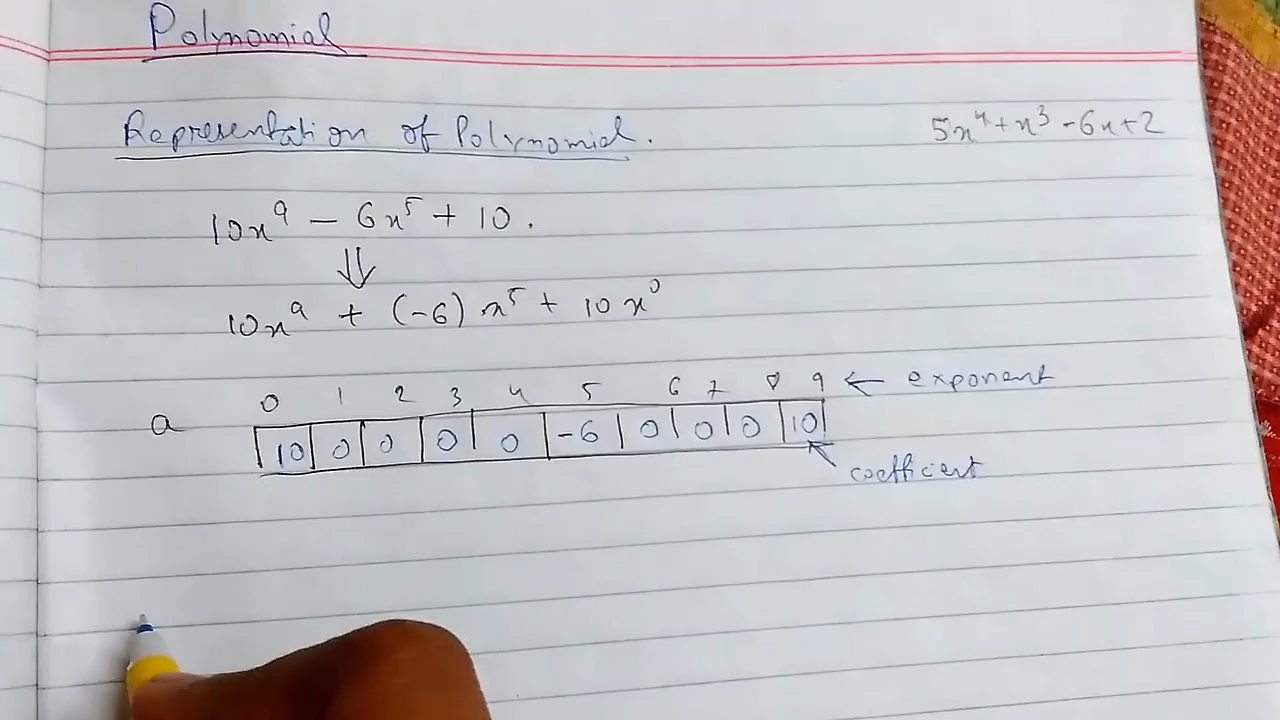 Polynomial
Representation of Polynomial.
5x⁴+x³-6x+2
10x⁹ - 6x⁵ + 10.
⇓
10x⁹ + (-6) x⁵ + 10 x⁰
0 1 2 3 4 5 6 7 8 9 ← exponent
a 10 0 0 0 0 -6 0 0 0 10
coefficient